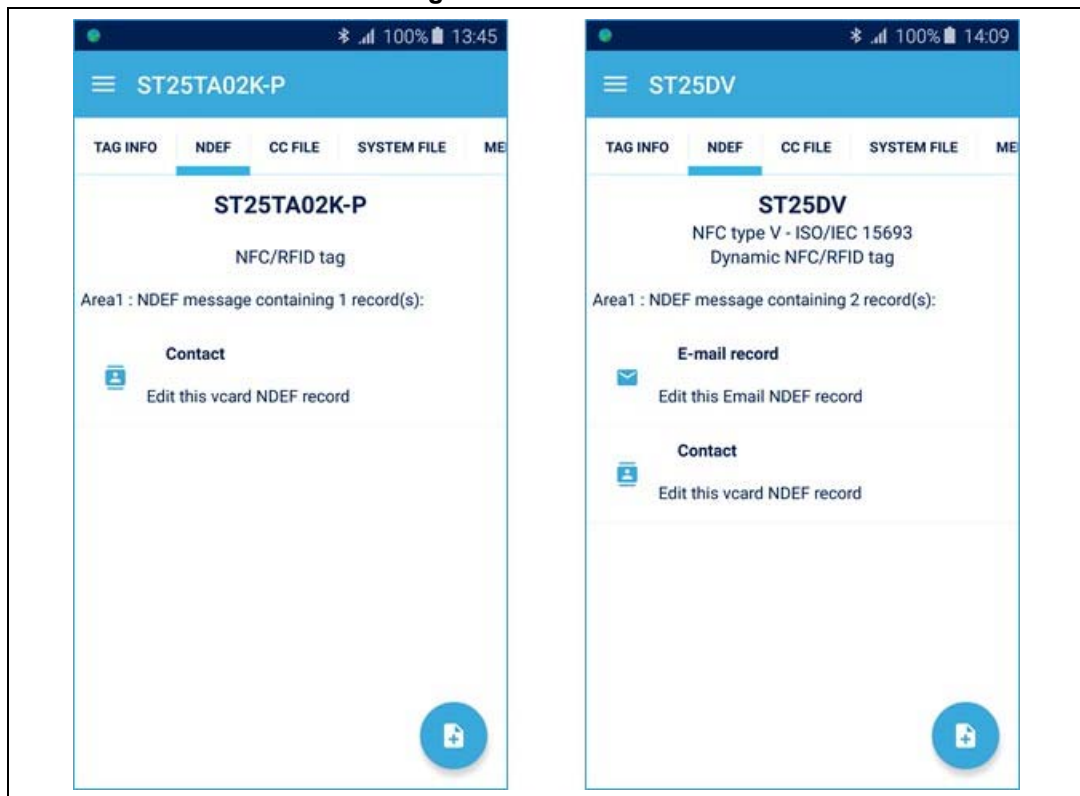 100% 13:45
ST25TA02K-P
TAG INFO NDEF CC FILE SYSTEM FILE ME
ST25TA02K-P
NFC/RFID tag
Area1 : NDEF message containing 1 record(s):
Contact
Edit this vcard NDEF record
100% 14:09
ST25DV
TAG INFO NDEF CC FILE SYSTEM FILE ME
ST25DV
NFC type V - ISO/IEC 15693
Dynamic NFC/RFID tag
Area1 : NDEF message containing 2 record(s):
E-mail record
Edit this Email NDEF record
Contact
Edit this vcard NDEF record